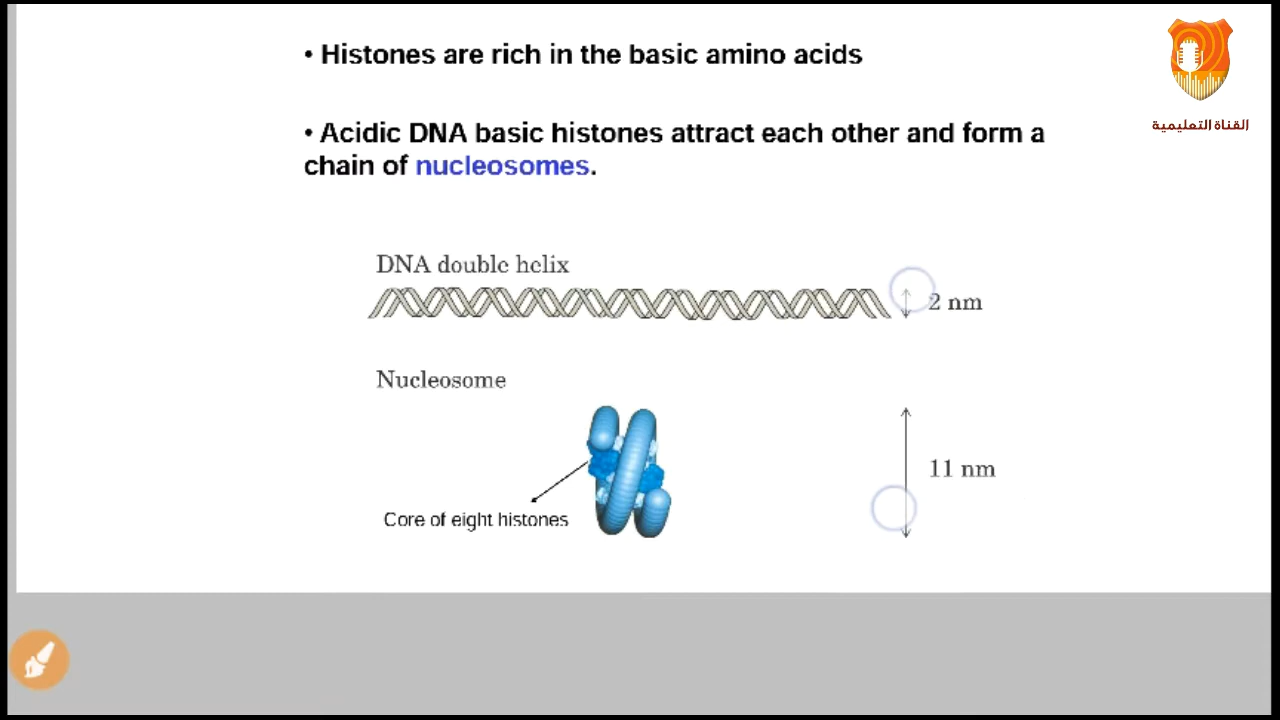 • Histones are rich in the basic amino acids
القناة التعليمية
• Acidic DNA basic histones attract each other and form a
chain of nucleosomes.
DNA double helix
2 nm
Nucleosome
11 nm
Core of eight histones